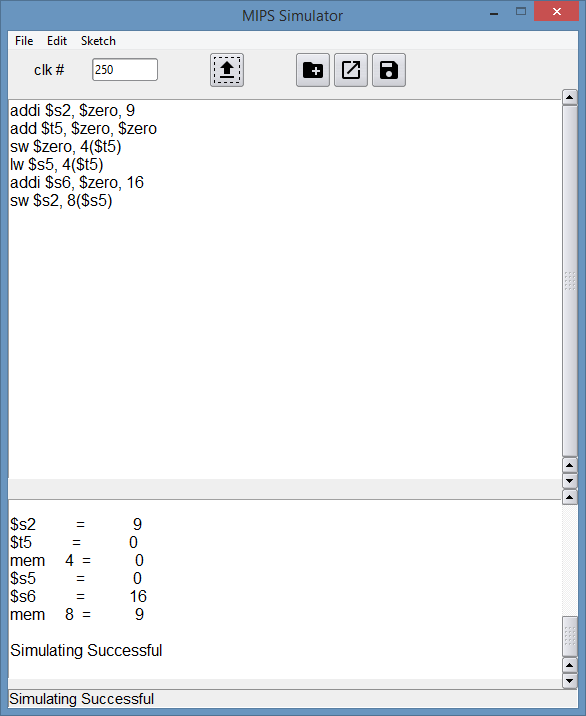 MIPS Simulator
File Edit Sketch
clk # 250
addi $s2, $zero, 9
add $t5, $zero, $zero
sw $zero, 4($t5)
lw $s5, 4($t5)
addi $s6, $zero, 16
sw $s2, 8($s5)
$s2 = 9
$t5 = 0
mem 4 = 0
$s5 = 0
$s6 = 16
mem 8 = 9
Simulating Successful
Simulating Successful